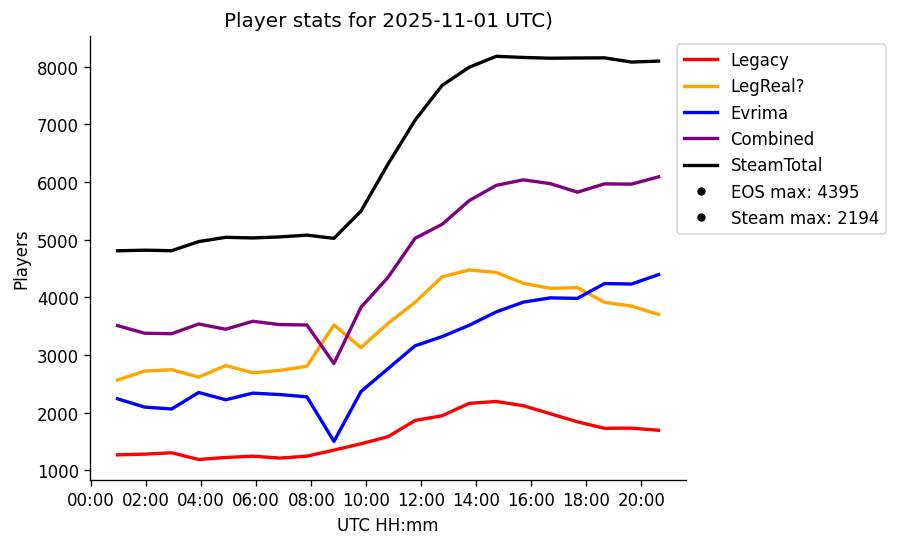 Player stats for 2025-11-01 UTC)
Players
8000
7000
6000
5000
4000
3000
2000
1000
00:00 02:00 04:00 06:00 08:00 10:00 12:00 14:00 16:00 18:00 20:00
UTC HH:mm
Legacy
LegReal?
Evrima
Combined
SteamTotal
EOS max: 4395
Steam max: 2194